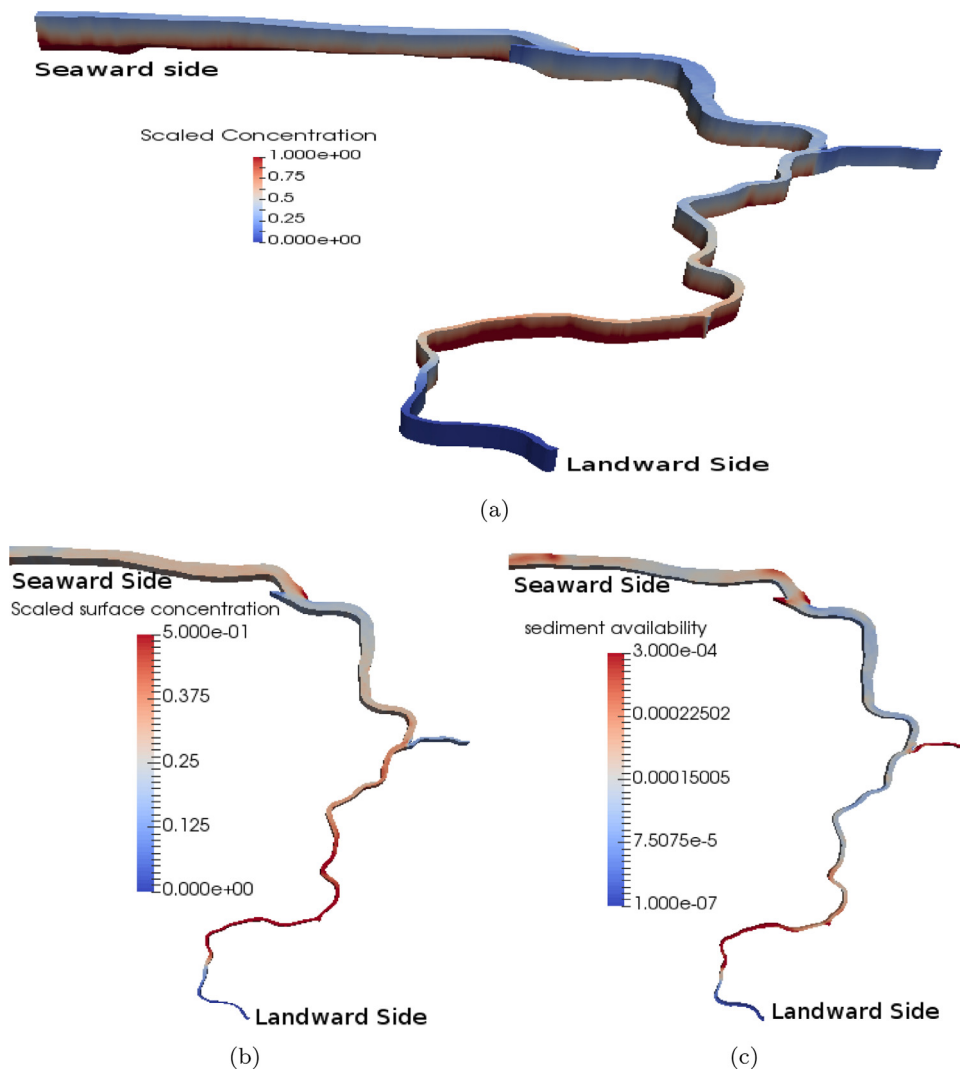 Seaward side
Scaled Concentration
1.000e+00
0.75
0.5
0.25
0.000e+00
Landward Side
(a)
Seaward Side
Scaled surface concentration
5.000e-01
0.375
0.25
0.125
0.000e+00
Landward Side
(b)
Seaward Side
sediment availability
3.000e-04
0.00022502
0.00015005
7.5075e-5
1.000e-07
Landward Side
(c)